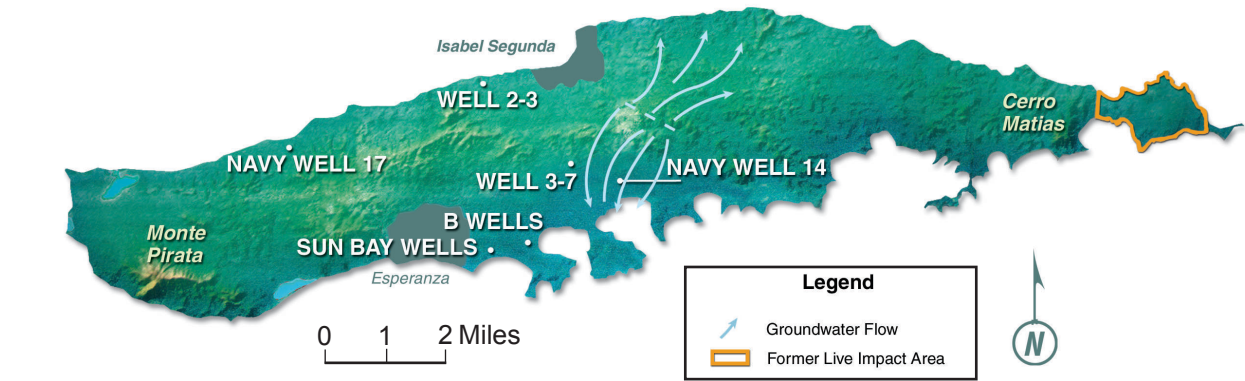 Isabel Segunda
WELL 2-3
Cerro
Matias
NAVY WELL 17
WELL 3-7
NAVY WELL 14
B WELLS
Monte
Pirata
SUN BAY WELLS
Esperanza
0 1 2 Miles
Legend
Groundwater Flow
Former Live Impact Area
N